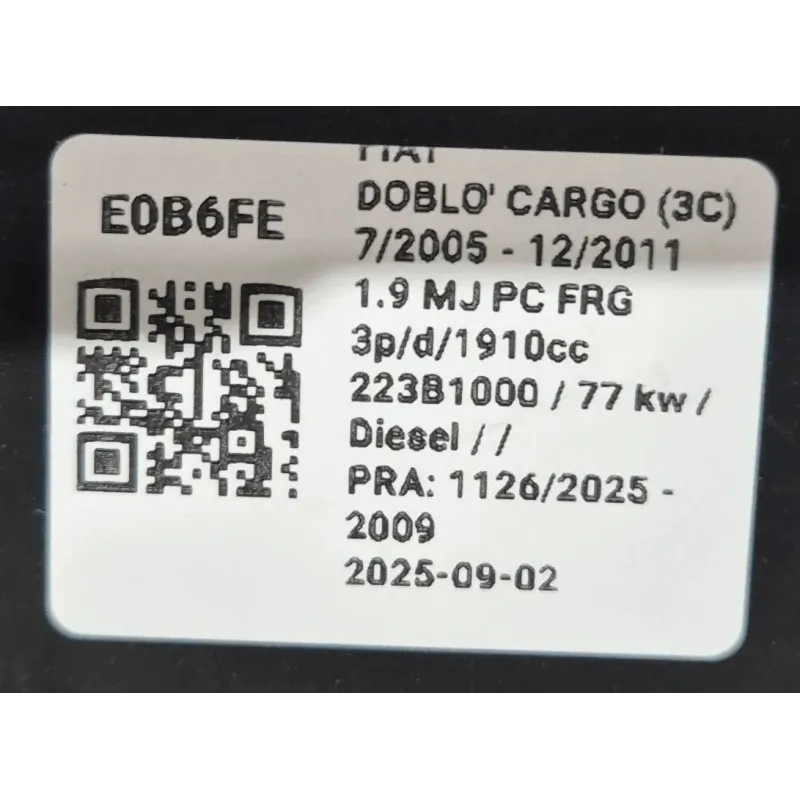 E0B6FE
FIAT
DOBLO' CARGO (3C)
7/2005 - 12/2011
1.9 MJ PC FRG
3p/d/1910cc
223B1000 / 77 kw /
Diesel / /
PRA: 1126/2025 -
2009
2025-09-02